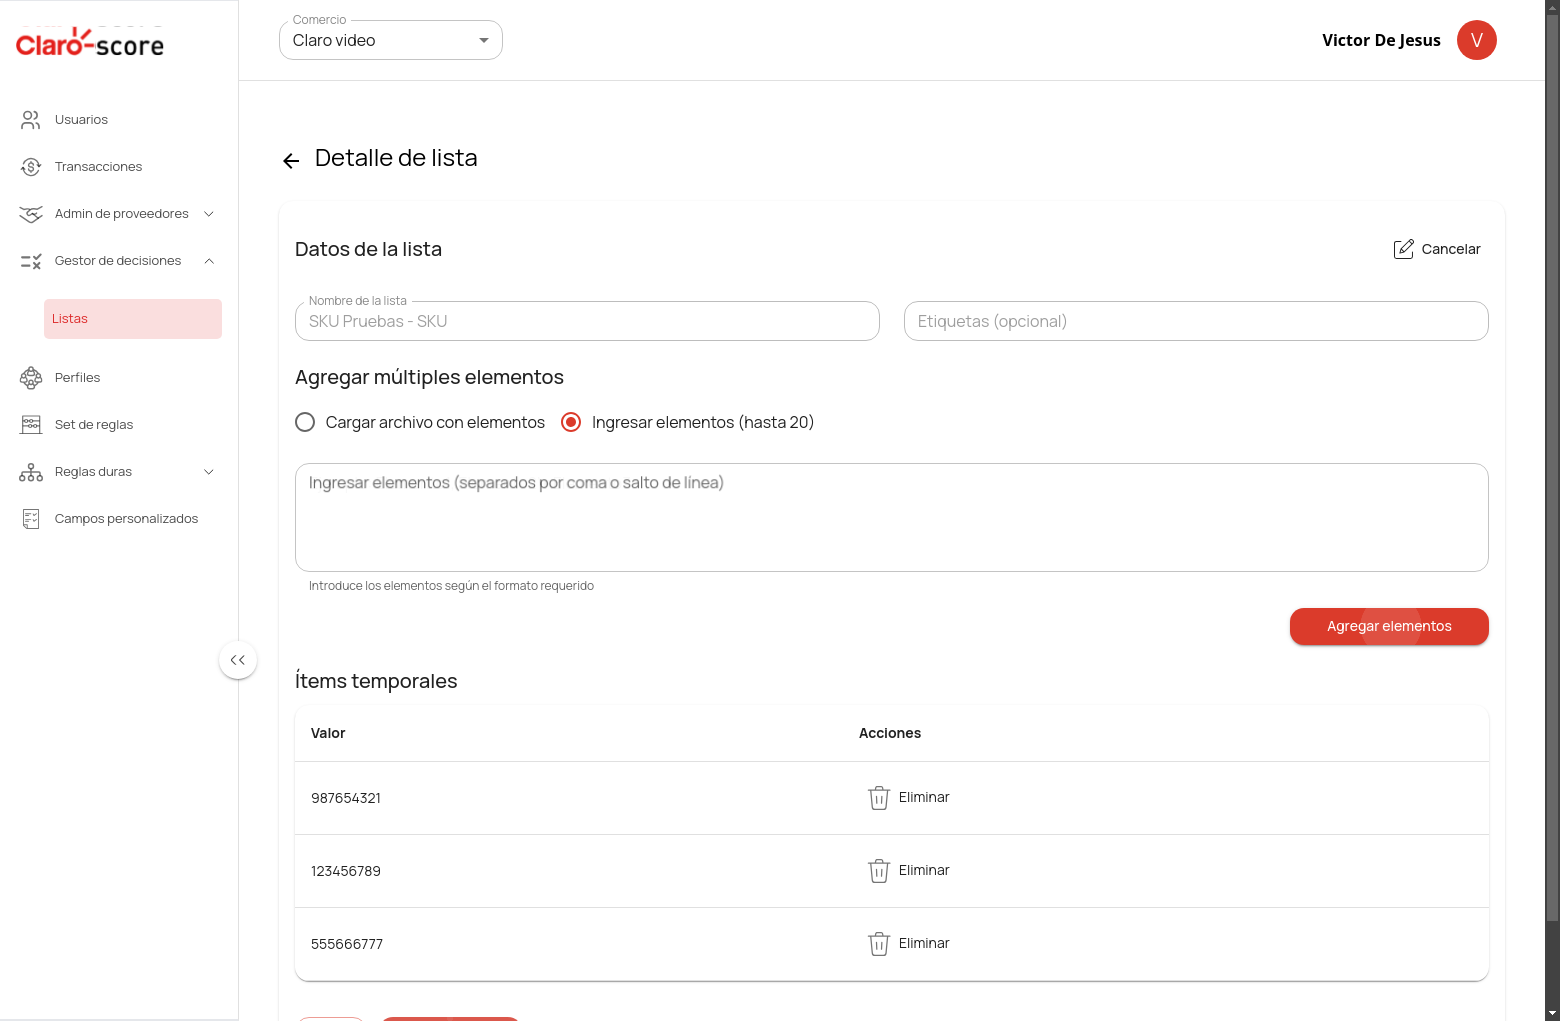 Claro-score
Comercio
Claro video
Victor De Jesus
V
Usuarios
Transacciones
Admin de proveedores
Gestor de decisiones
Listas
Perfiles
Set de reglas
Reglas duras
Campos personalizados
Detalle de lista
Datos de la lista
Cancelar
Nombre de la lista
SKU Pruebas - SKU
Etiquetas (opcional)
Agregar múltiples elementos
Cargar archivo con elementos
Ingresar elementos (hasta 20)
Ingresar elementos (separados por coma o salto de línea)
Introduce los elementos según el formato requerido
Agregar elementos
Ítems temporales
Valor
Acciones
987654321
Eliminar
123456789
Eliminar
555666777
Eliminar